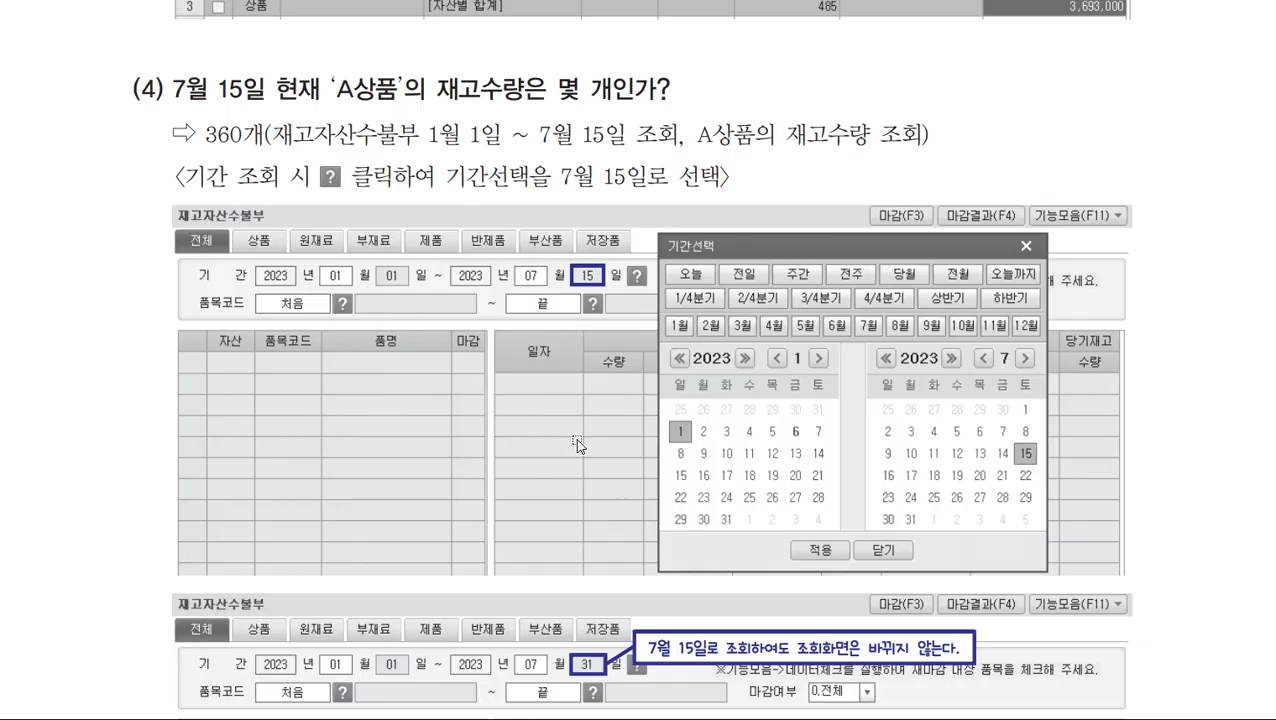 3 상품 [자산별 합계] 485 3,693,000
(4) 7월 15일 현재 ‘A상품’의 재고수량은 몇 개인가?
⇨ 360개(재고자산수불부 1월 1일 ~ 7월 15일 조회, A상품의 재고수량 조회)
〈기간 조회 시 ? 클릭하여 기간선택을 7월 15일로 선택〉
재고자산수불부 마감(F3) 마감결과(F4) 기능모음(F11)
전체 상품 원재료 부재료 제품 반제품 부산품 저장품
기간선택
기 간 2023 년 01 월 01 일 ~ 2023 년 07 월 15 일 ?
해 주세요.
품목코드 처음 ? ~ 끝 ?
오늘 전일 주간 전주 당월 전월 오늘까지
1/4분기 2/4분기 3/4분기 4/4분기 상반기 하반기
1월 2월 3월 4월 5월 6월 7월 8월 9월 10월 11월 12월
자산 품목코드 품명 마감 일자 수량 당기재고 수량
2023 1 2023 7
일 월 화 수 목 금 토 일 월 화 수 목 금 토
25 26 27 28 29 30 31 25 26 27 28 29 30 1
1 2 3 4 5 6 7 2 3 4 5 6 7 8
8 9 10 11 12 13 14 9 10 11 12 13 14 15
15 16 17 18 19 20 21 16 17 18 19 20 21 22
22 23 24 25 26 27 28 23 24 25 26 27 28 29
29 30 31 1 2 3 4 30 31 1 2 3 4 5
적용 닫기
재고자산수불부 마감(F3) 마감결과(F4) 기능모음(F11)
전체 상품 원재료 부재료 제품 반제품 부산품 저장품
7월 15일로 조회하여도 조회화면은 바뀌지 않는다.
기 간 2023 년 01 월 01 일 ~ 2023 년 07 월 31 일 ?
※기능모음->데이터체크를 실행하며 재마감 대상 품목을 체크해 주세요.
품목코드 처음 ? ~ 끝 ? 마감여부 0.전체